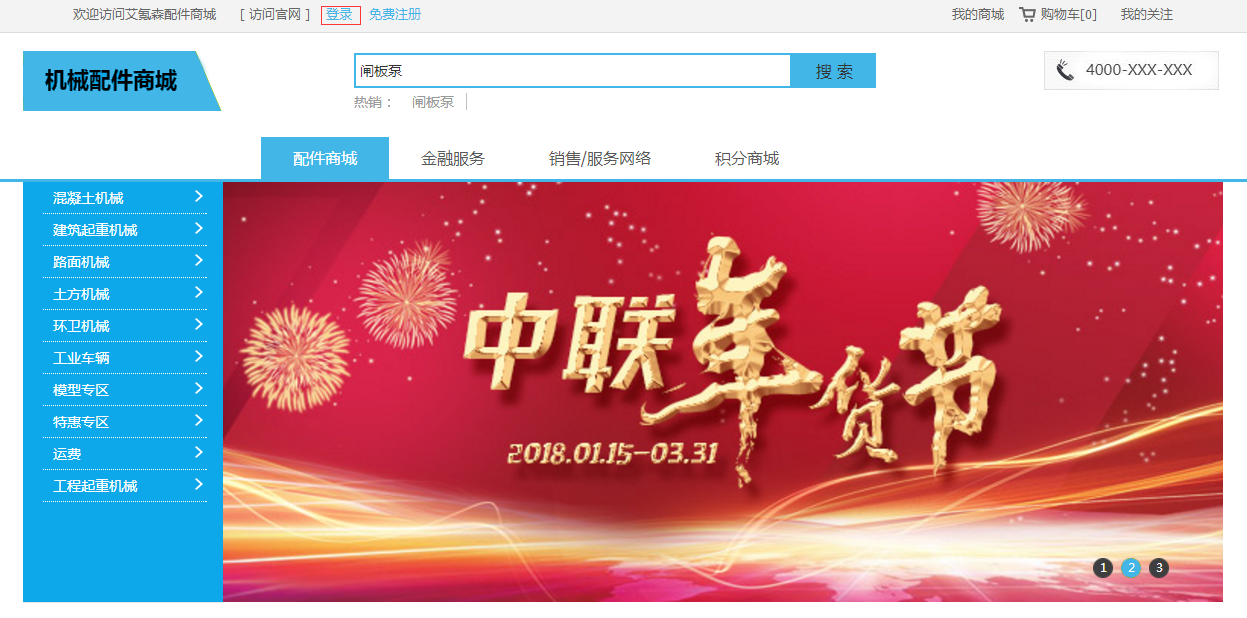 欢迎访问艾氪森配件商城 [ 访问官网 ] 登录 免费注册 我的商城 购物车[0] 我的关注
机械配件商城
闸板泵 搜 索
4000-XXX-XXX
热销： 闸板泵
配件商城 金融服务 销售/服务网络 积分商城
混凝土机械
建筑起重机械
路面机械
土方机械
环卫机械
工业车辆
模型专区
特惠专区
运费
工程起重机械
中联年货节
2018.01.15-03.31
1 2 3